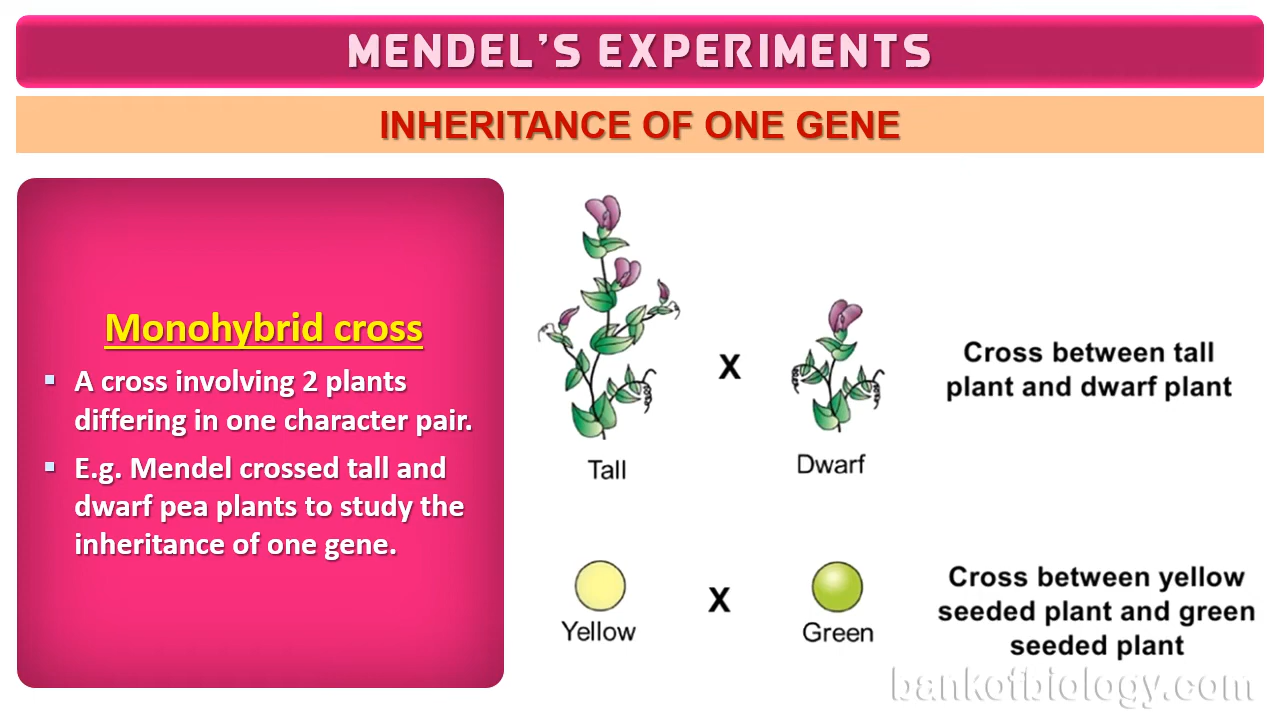 MENDEL'S EXPERIMENTS
INHERITANCE OF ONE GENE
Monohybrid cross
▪ A cross involving 2 plants
differing in one character pair.
▪ E.g. Mendel crossed tall and
dwarf pea plants to study the
inheritance of one gene.
X
Tall
Dwarf
Cross between tall
plant and dwarf plant
X
Yellow
Green
Cross between yellow
seeded plant and green
seeded plant
bankofbiology.com